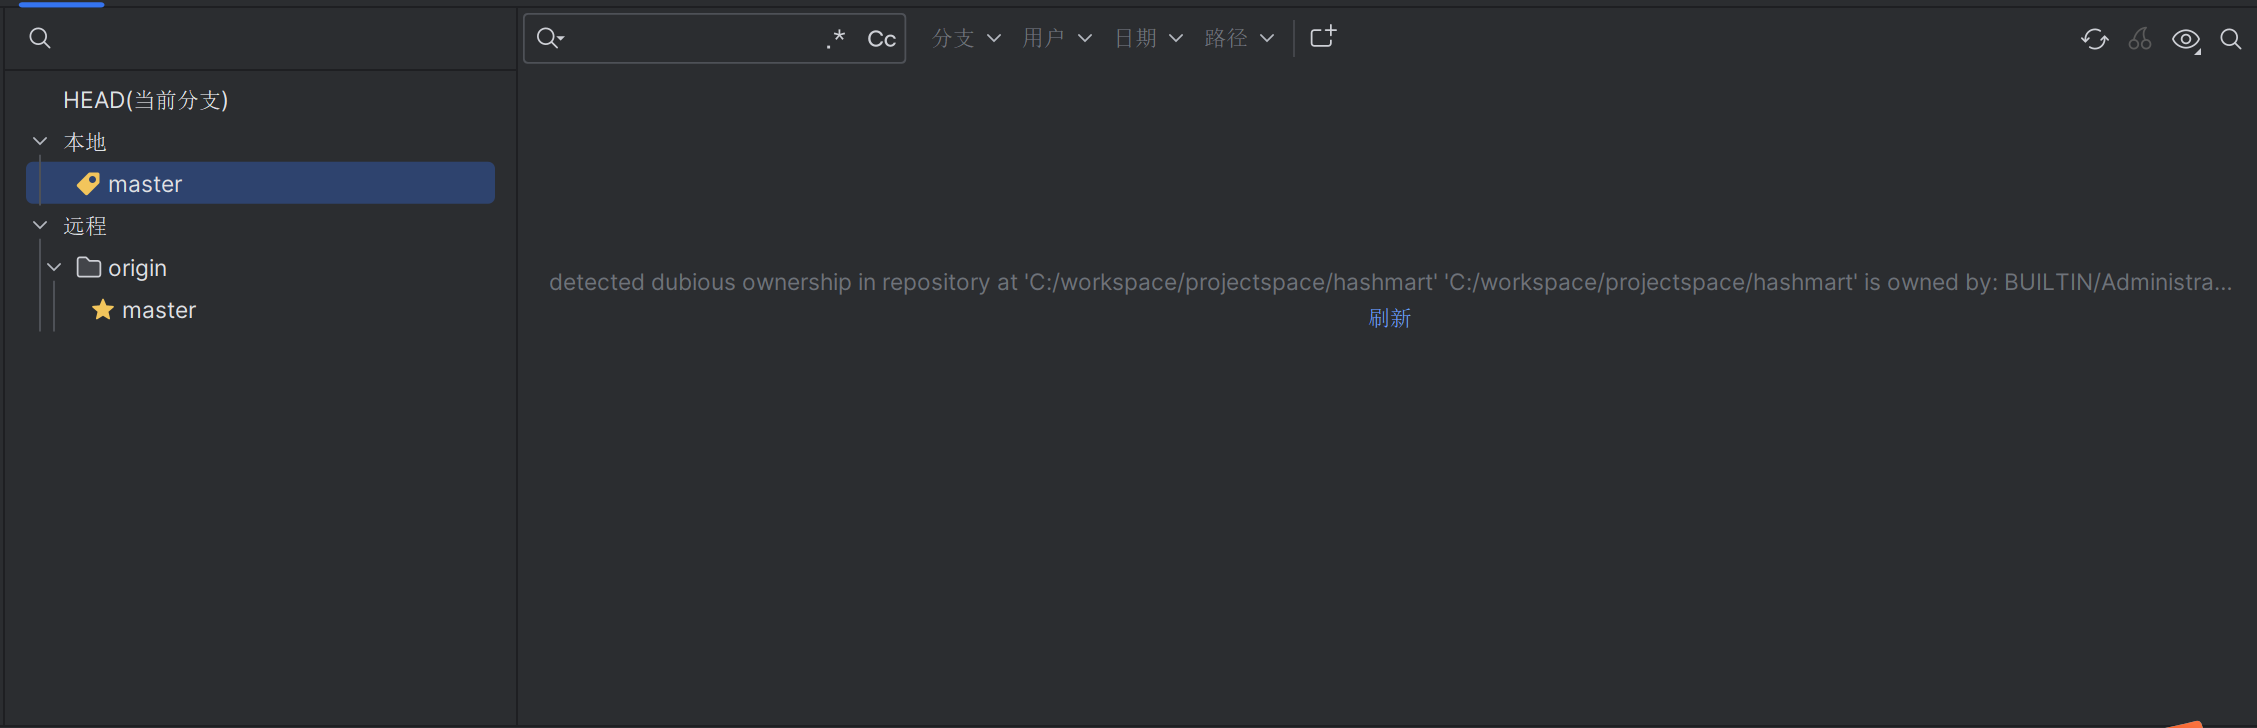 .* Cc 分支 用户 日期 路径
HEAD(当前分支)
本地
master
远程
origin
master
detected dubious ownership in repository at 'C:/workspace/projectspace/hashmart' 'C:/workspace/projectspace/hashmart' is owned by: BUILTIN/Administra...
刷新